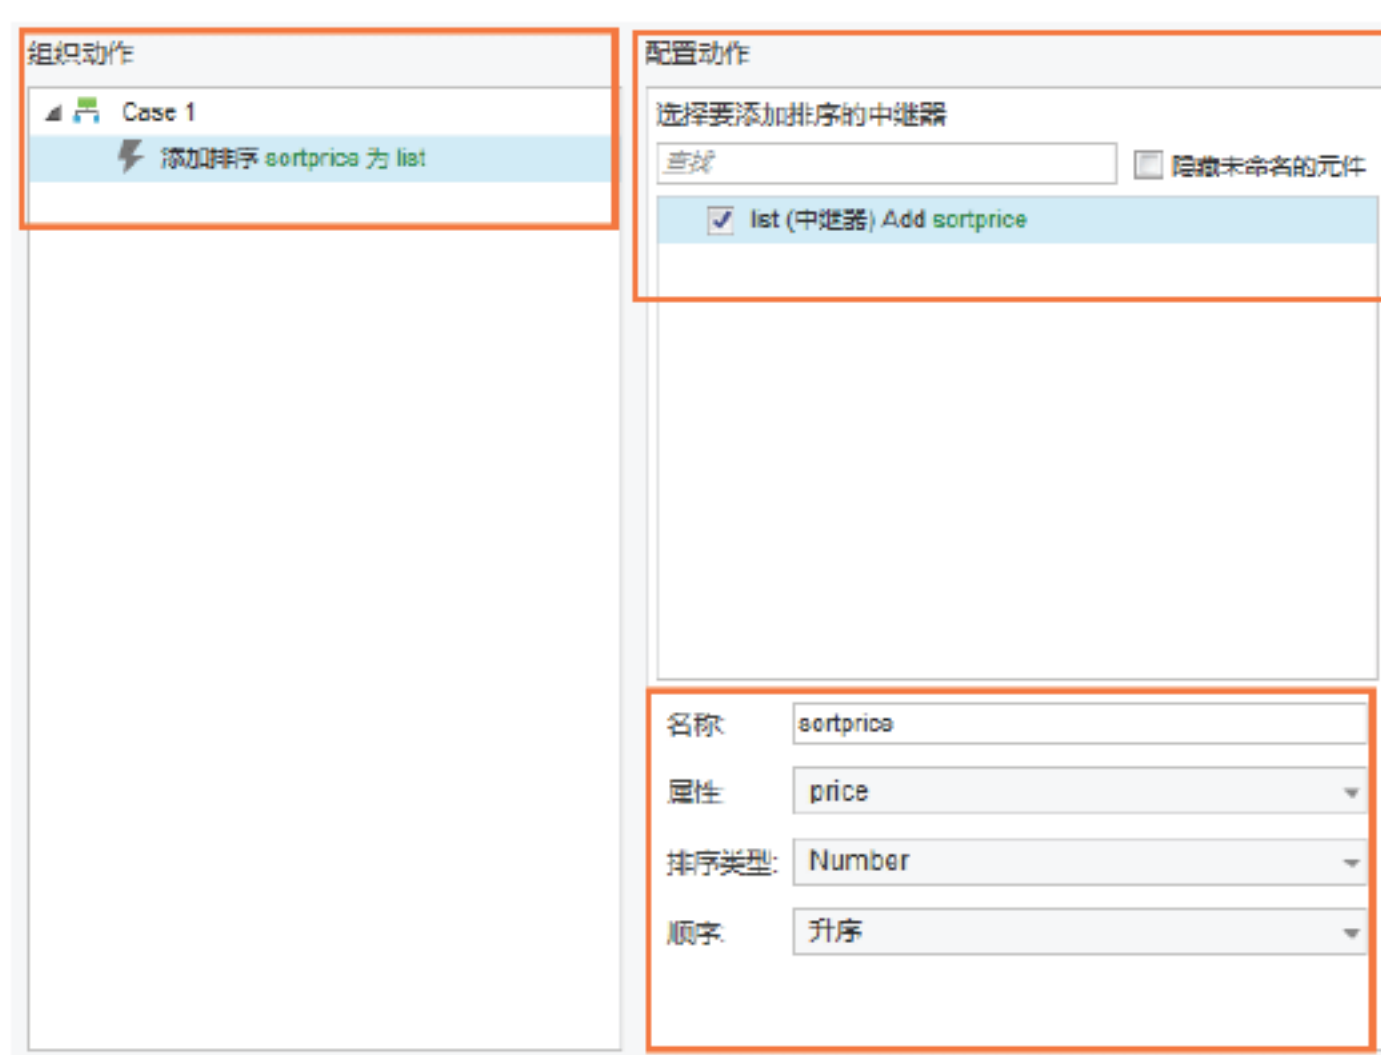 组织动作
Case 1
添加排序 sortprice 为 list
配置动作
选择要添加排序的中继器
查找
隐藏未命名的元件
list (中继器) Add sortprice
名称:
sortprice
属性:
price
排序类型:
Number
顺序:
升序